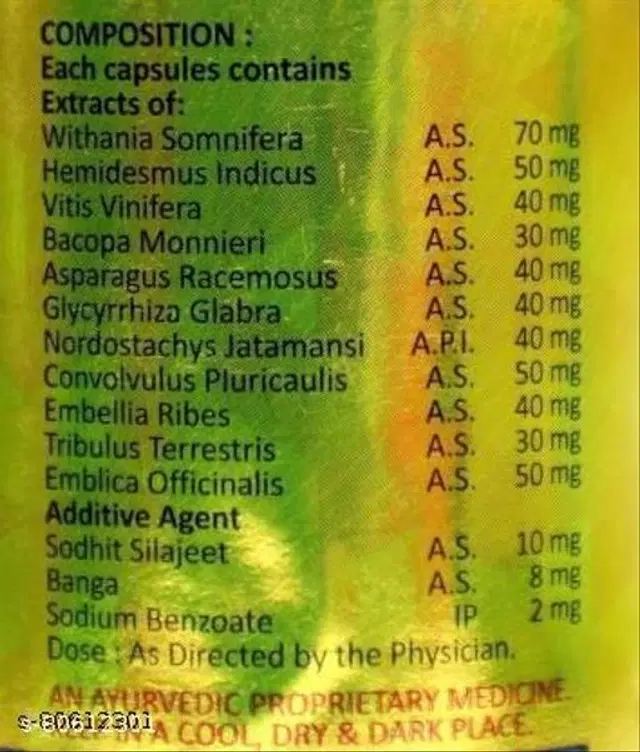 COMPOSITION :
Each capsules contains
Extracts of:
Withania Somnifera A.S. 70 mg
Hemidesmus Indicus A.S. 50 mg
Vitis Vinifera A.S. 40 mg
Bacopa Monnieri A.S. 30 mg
Asparagus Racemosus A.S. 40 mg
Glycyrrhiza Glabra A.S. 40 mg
Nordostachys Jatamansi A.P.I. 40 mg
Convolvulus Pluricaulis A.S. 50 mg
Embellia Ribes A.S. 40 mg
Tribulus Terrestris A.S. 30 mg
Emblica Officinalis A.S. 50 mg
Additive Agent
Sodhit Silajeet A.S. 10 mg
Banga A.S. 8 mg
Sodium Benzoate IP 2 mg
Dose : As Directed by the Physician.
AN AYURVEDIC PROPRIETARY MEDICINE.
IN A COOL, DRY & DARK PLACE.
s-80612301